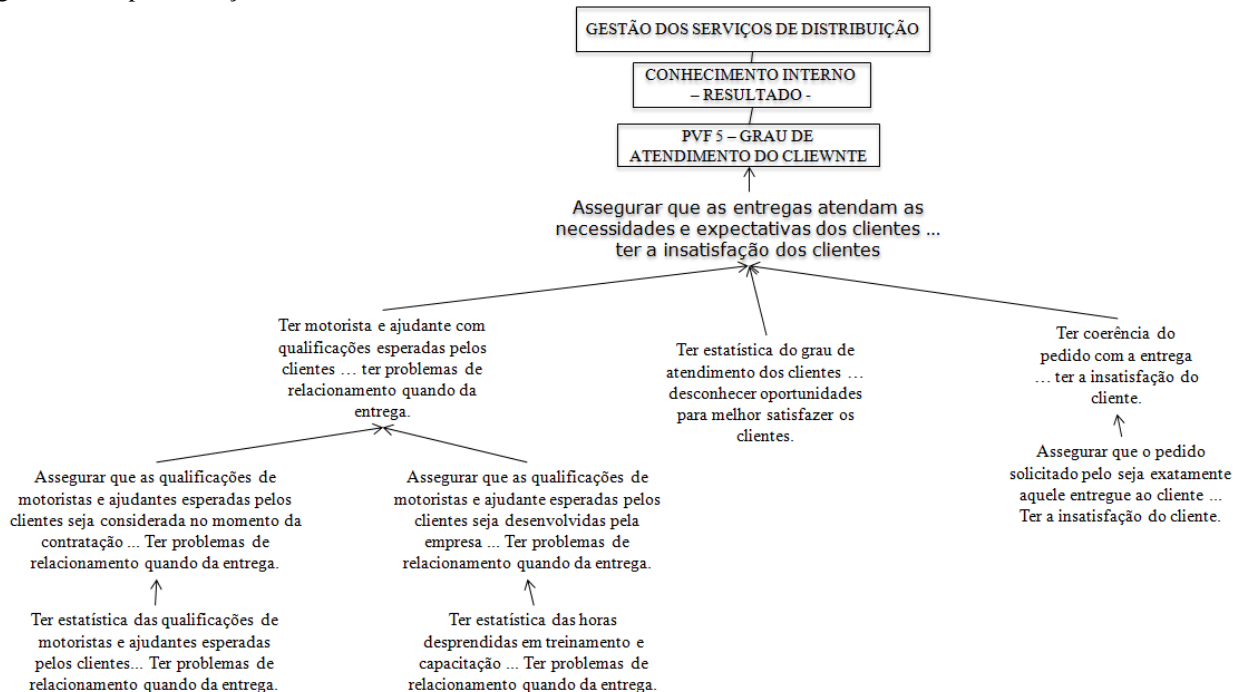 GESTÃO DOS SERVIÇOS DE DISTRIBUIÇÃO
CONHECIMENTO INTERNO
– RESULTADO -
PVF 5 – GRAU DE
ATENDIMENTO DO CLIEWNTE
Assegurar que as entregas atendam as
necessidades e expectativas dos clientes ...
ter a insatisfação dos clientes
Ter motorista e ajudante com
qualificações esperadas pelos
clientes … ter problemas de
relacionamento quando da
entrega.
Ter estatística do grau de
atendimento dos clientes …
desconhecer oportunidades
para melhor satisfazer os
clientes.
Ter coerência do
pedido com a entrega
… ter a insatisfação do
cliente.
Assegurar que as qualificações de
motoristas e ajudantes esperadas pelos
clientes seja considerada no momento da
contratação ... Ter problemas de
relacionamento quando da entrega.
Assegurar que as qualificações de
motoristas e ajudante esperadas pelos
clientes seja desenvolvidas pela
empresa ... Ter problemas de
relacionamento quando da entrega.
Assegurar que o pedido
solicitado pelo seja exatamente
aquele entregue ao cliente ...
Ter a insatisfação do cliente.
Ter estatística das qualificações de
motoristas e ajudantes esperadas
pelos clientes... Ter problemas de
relacionamento quando da entrega.
Ter estatística das horas
desprendidas em treinamento e
capacitação ... Ter problemas de
relacionamento quando da entrega.